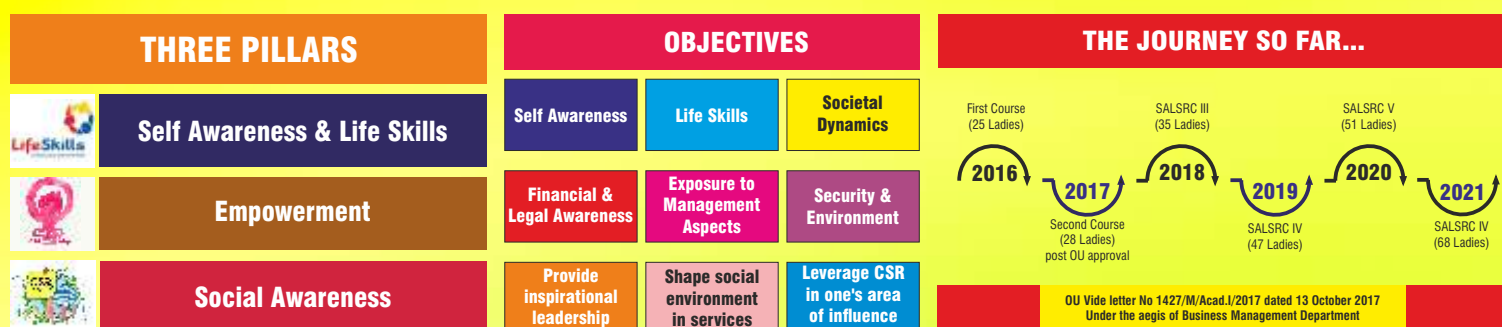 THREE PILLARS
LifeSkills
Self Awareness & Life Skills
Empowerment
CSR
Social Awareness
OBJECTIVES
Self Awareness
Life Skills
Societal
Dynamics
Financial &
Legal Awareness
Exposure to
Management
Aspects
Security &
Environment
Provide
inspirational
leadership
Shape social
environment
in services
Leverage CSR
in one's area
of influence
THE JOURNEY SO FAR...
First Course
(25 Ladies)
2016
2017
Second Course
(28 Ladies)
post OU approval
SALSRC III
(35 Ladies)
2018
2019
SALSRC IV
(47 Ladies)
SALSRC V
(51 Ladies)
2020
2021
SALSRC IV
(68 Ladies)
OU Vide letter No 1427/M/Acad.I/2017 dated 13 October 2017
Under the aegis of Business Management Department